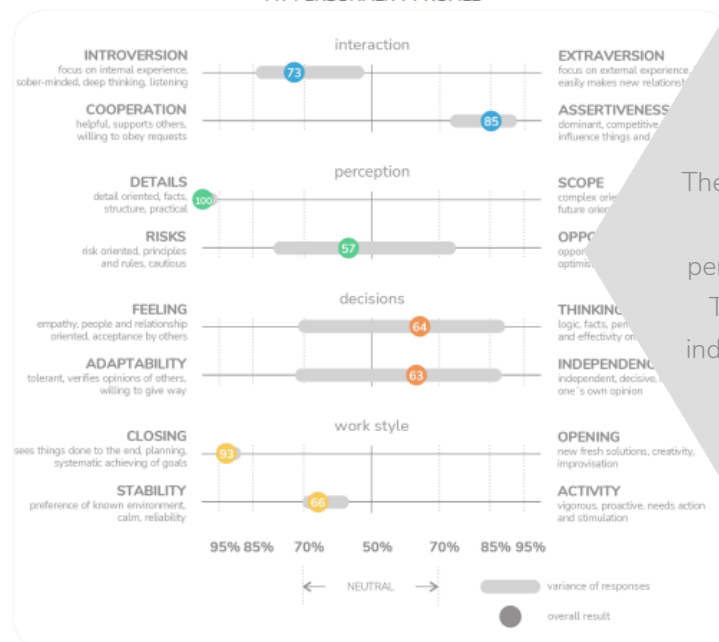 interaction
INTROVERSION
focus on internal experience,
sober-minded, deep thinking, listening
73
EXTRAVERSION
focus on external experience,
easily makes new relationsh
COOPERATION
helpful, supports others,
willing to obey requests
85
ASSERTIVENESS
dominant, competitive
influence things and
perception
DETAILS
detail oriented, facts,
structure, practical
100
SCOPE
complex orie
future orien
RISKS
risk oriented, principles
and rules, cautious
57
OPPO
opport
optimis
decisions
FEELING
empathy, people and relationship
oriented, acceptance by others
64
THINKING
logic, facts, per
and effectivity on
ADAPTABILITY
tolerant, verifies opinions of others,
willing to give way
63
INDEPENDENC
independent, decisive,
one´s own opinion
work style
CLOSING
sees things done to the end, planning,
systematic achieving of goals
93
OPENING
new fresh solutions, creativity,
improvisation
STABILITY
preference of known environment,
calm, reliability
66
ACTIVITY
vigorous, proactive, needs action
and stimulation
95% 85% 70% 50% 70% 85% 95%
NEUTRAL
variance of responses
overall result
The
per
T
ind